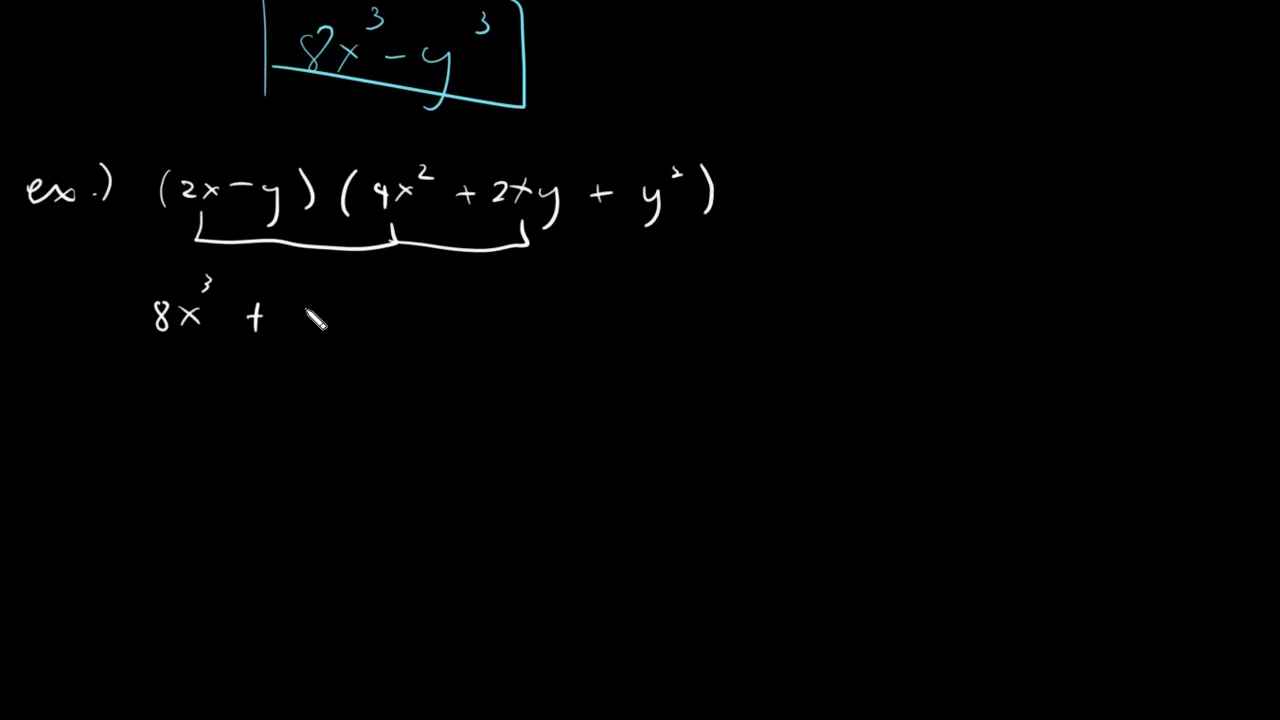 8x³ - y³
ex.) (2x - y)(4x² + 2xy + y²)
8x³ +